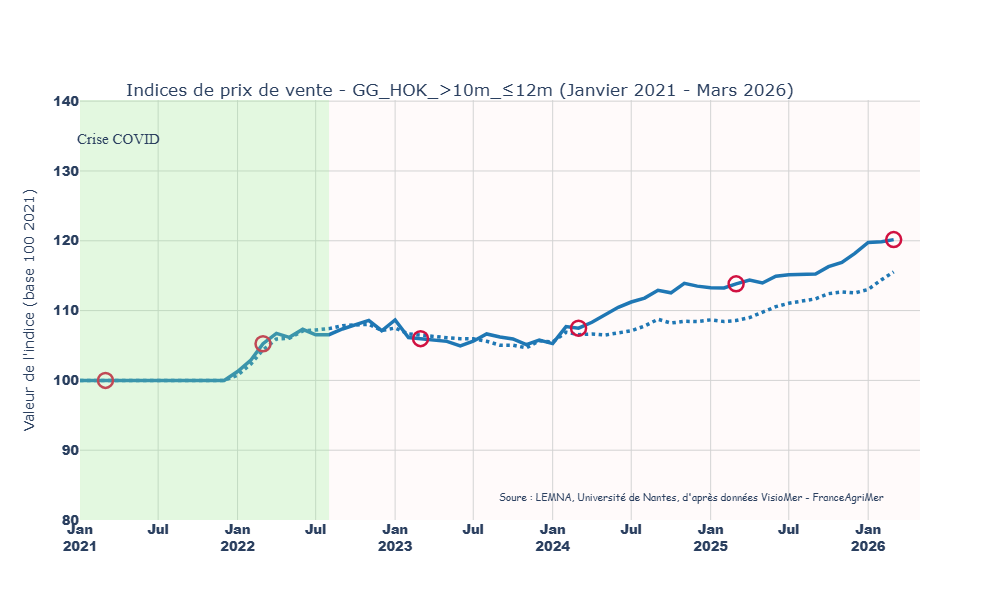 Indices de prix de vente - GG_HOK_>10m_≤12m (Janvier 2021 - Mars 2026)
Valeur de l'indice (base 100 2021)
140
130
120
110
100
90
80
Crise COVID
Soure : LEMNA, Université de Nantes, d'après données VisioMer - FranceAgriMer
Jan Jul Jan Jul Jan Jul Jan Jul Jan Jul Jan
2021 2022 2023 2024 2025 2026